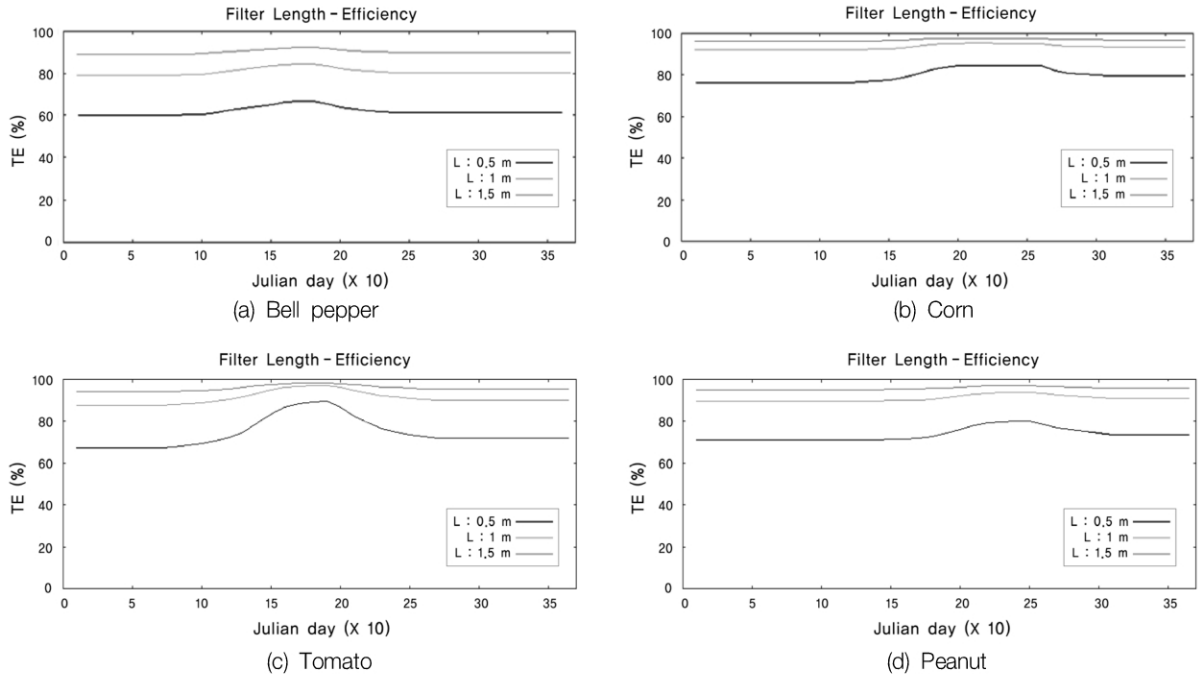 Filter Length - Efficiency
100
80
60
40
20
0
TE (%)
L : 0.5 m
L : 1 m
L : 1.5 m
0 5 10 15 20 25 30 35
Julian day (X 10)
(a) Bell pepper
Filter Length - Efficiency
100
80
60
40
20
0
TE (%)
L : 0.5 m
L : 1 m
L : 1.5 m
0 5 10 15 20 25 30 35
Julian day (X 10)
(b) Corn
Filter Length - Efficiency
100
80
60
40
20
0
TE (%)
L : 0.5 m
L : 1 m
L : 1.5 m
0 5 10 15 20 25 30 35
Julian day (X 10)
(c) Tomato
Filter Length - Efficiency
100
80
60
40
20
0
TE (%)
L : 0.5 m
L : 1 m
L : 1.5 m
0 5 10 15 20 25 30 35
Julian day (X 10)
(d) Peanut